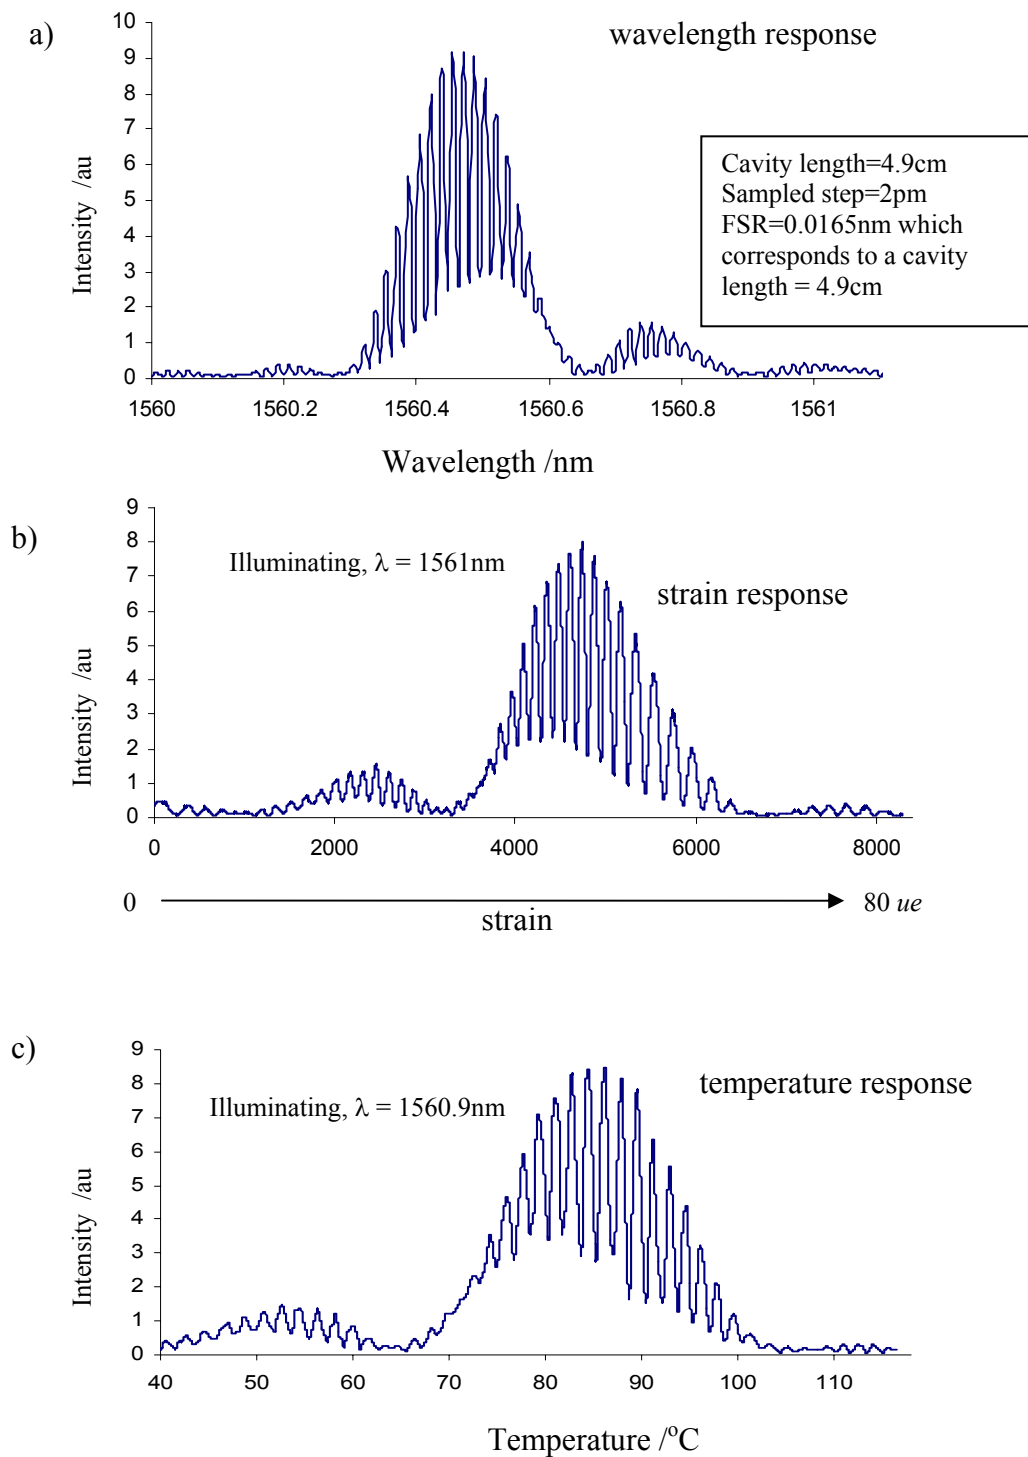 a)
wavelength response
Intensity /au
10
9
8
7
6
5
4
3
2
1
0
1560
1560.2
1560.4
1560.6
1560.8
1561
Wavelength /nm
Cavity length=4.9cm
Sampled step=2pm
FSR=0.0165nm which
corresponds to a cavity
length = 4.9cm
b)
Illuminating, λ = 1561nm
strain response
Intensity /au
9
8
7
6
5
4
3
2
1
0
0
2000
4000
6000
8000
0
strain
80 ue
c)
Illuminating, λ = 1560.9nm
temperature response
Intensity /au
9
8
7
6
5
4
3
2
1
0
40
50
60
70
80
90
100
110
Temperature /°C